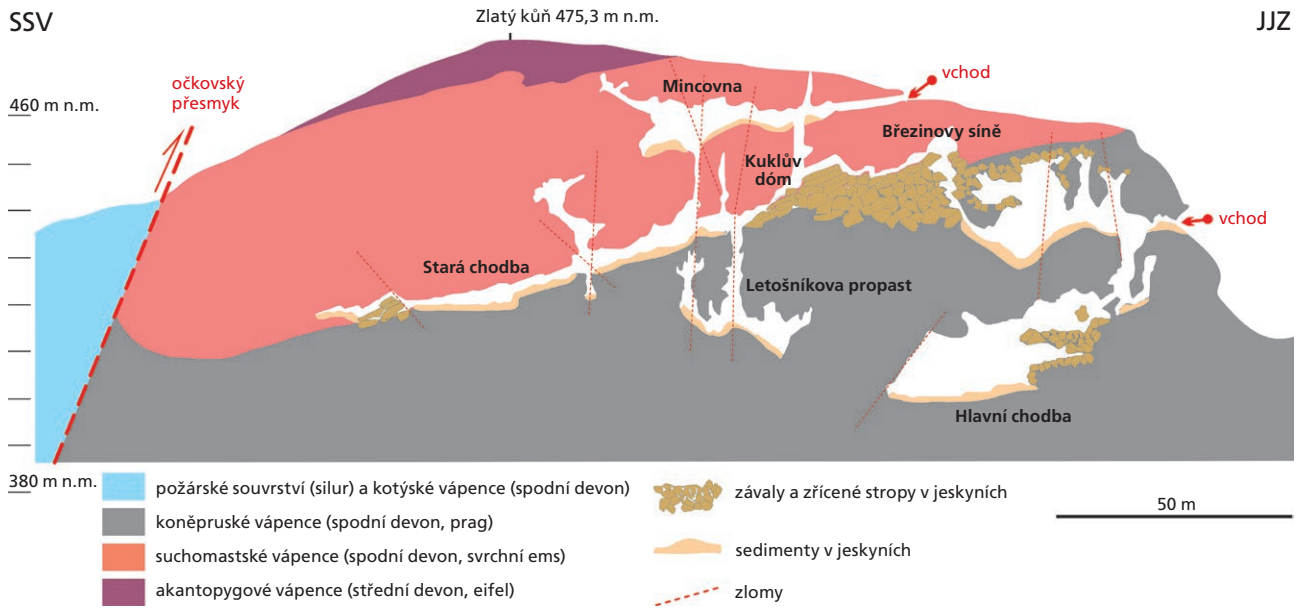 SSV
Zlatý kůň 475,3 m n.m.
JJZ
očkovský
přesmyk
vchod
Mincovna
460 m n.m.
Březinovy síně
Kuklův
dóm
vchod
Stará chodba
Letošníkova propast
Hlavní chodba
380 m n.m.
požárské souvrství (silur) a kotýské vápence (spodní devon)
koněpruské vápence (spodní devon, prag)
suchomastské vápence (spodní devon, svrchní ems)
akantopygové vápence (střední devon, eifel)
závaly a zřícené stropy v jeskyních
sedimenty v jeskyních
zlomy
50 m